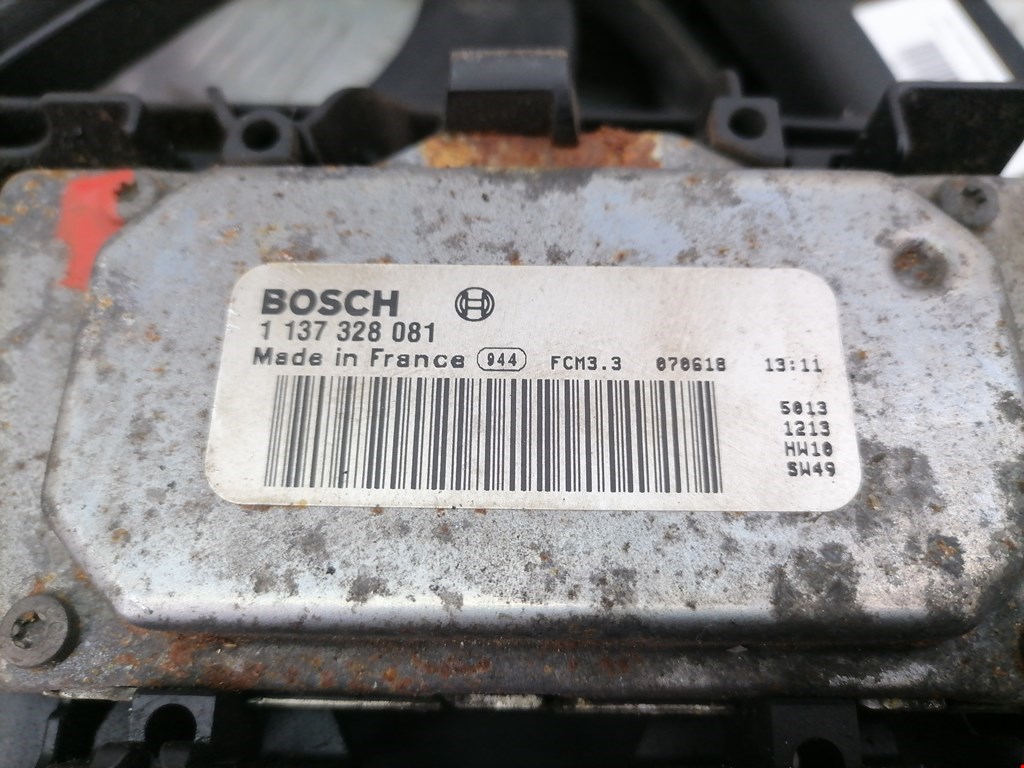 BOSCH
1 137 328 081
Made in France 944 FCM3.3 070618 13:11
5013
1213
HW10
SW49